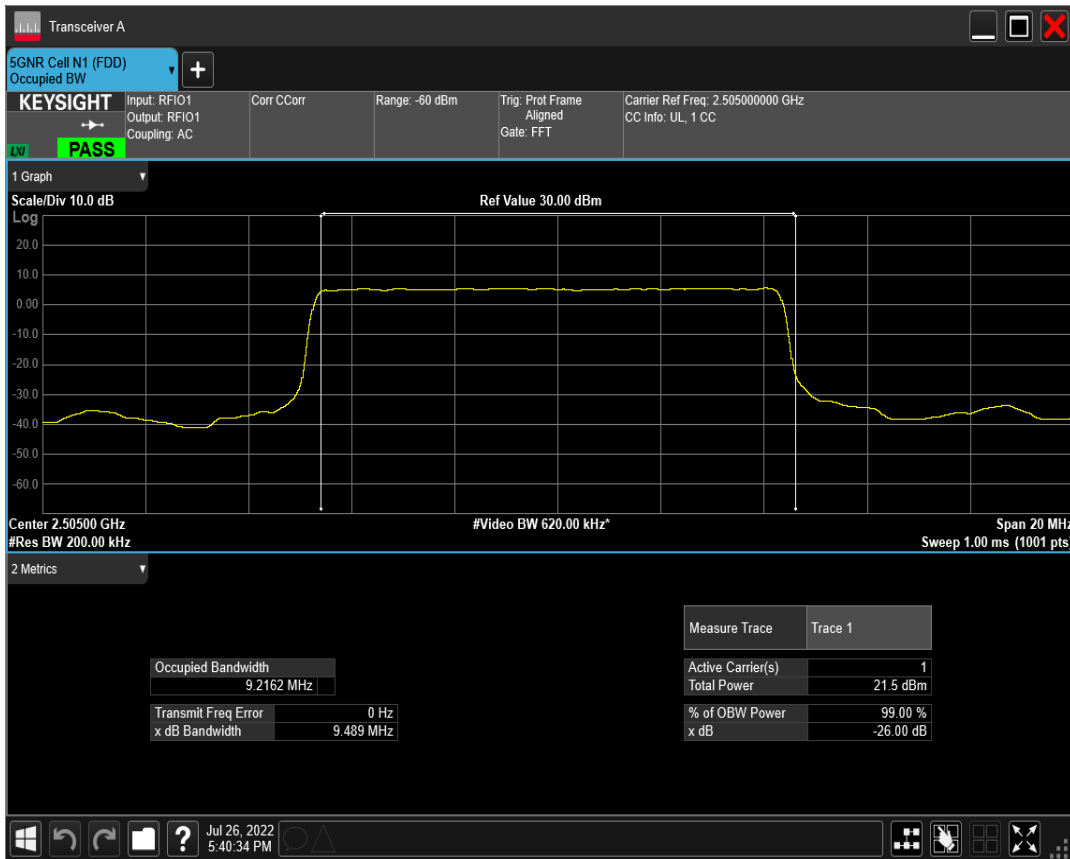 Transceiver A
5GNR Cell N1 (FDD)
Occupied BW
+
KEYSIGHT
LXI
PASS
Input: RFIO1
Output: RFIO1
Coupling: AC
Corr CCorr
Range: -60 dBm
Trig: Prot Frame
Aligned
Gate: FFT
Carrier Ref Freq: 2.505000000 GHz
CC Info: UL, 1 CC
1 Graph
Scale/Div 10.0 dB
Ref Value 30.00 dBm
Log
20.0
10.0
0.00
-10.0
-20.0
-30.0
-40.0
-50.0
-60.0
Center 2.50500 GHz
#Video BW 620.00 kHz*
Span 20 MHz
#Res BW 200.00 kHz
Sweep 1.00 ms (1001 pts)
2 Metrics
Measure Trace Trace 1
Occupied Bandwidth
9.2162 MHz
Active Carrier(s) 1
Total Power 21.5 dBm
Transmit Freq Error 0 Hz
x dB Bandwidth 9.489 MHz
% of OBW Power 99.00 %
x dB -26.00 dB
?
Jul 26, 2022
5:40:34 PM